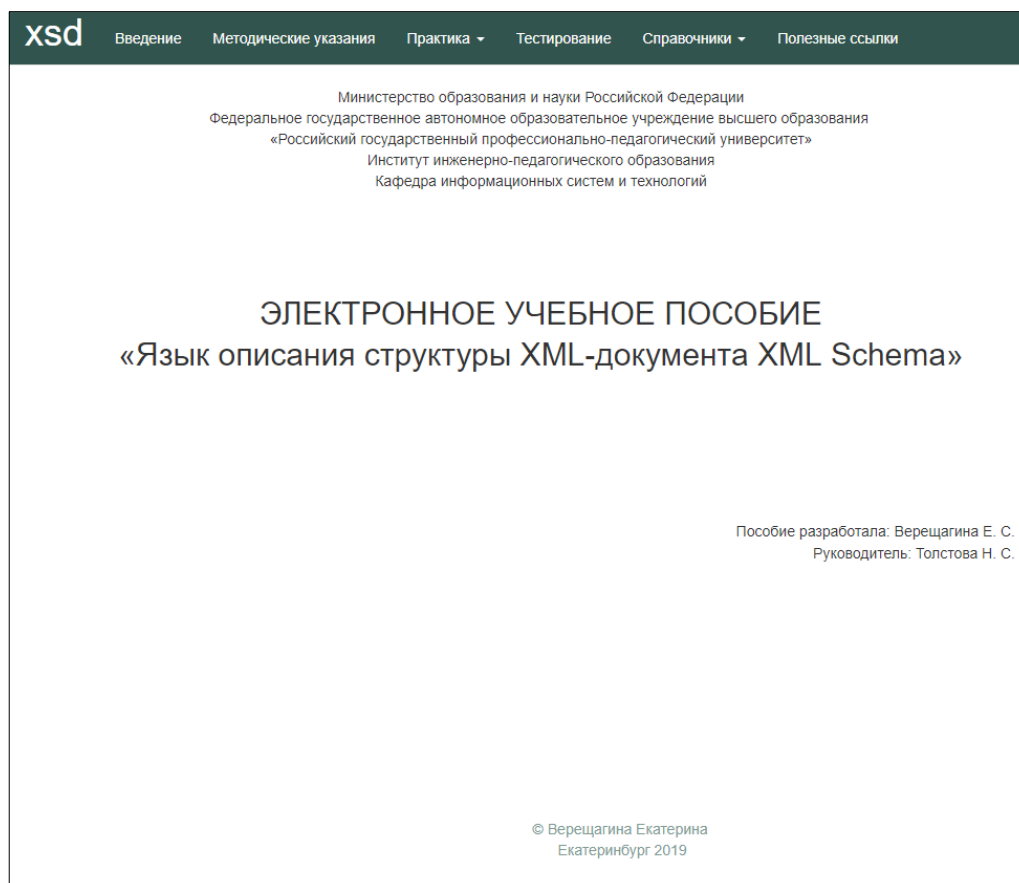 xsd Введение Методические указания Практика Тестирование Справочники Полезные ссылки
Министерство образования и науки Российской Федерации
Федеральное государственное автономное образовательное учреждение высшего образования
«Российский государственный профессионально-педагогический университет»
Институт инженерно-педагогического образования
Кафедра информационных систем и технологий
ЭЛЕКТРОННОЕ УЧЕБНОЕ ПОСОБИЕ
«Язык описания структуры XML-документа XML Schema»
Пособие разработала: Верещагина Е. С.
Руководитель: Толстова Н. С.
© Верещагина Екатерина
Екатеринбург 2019